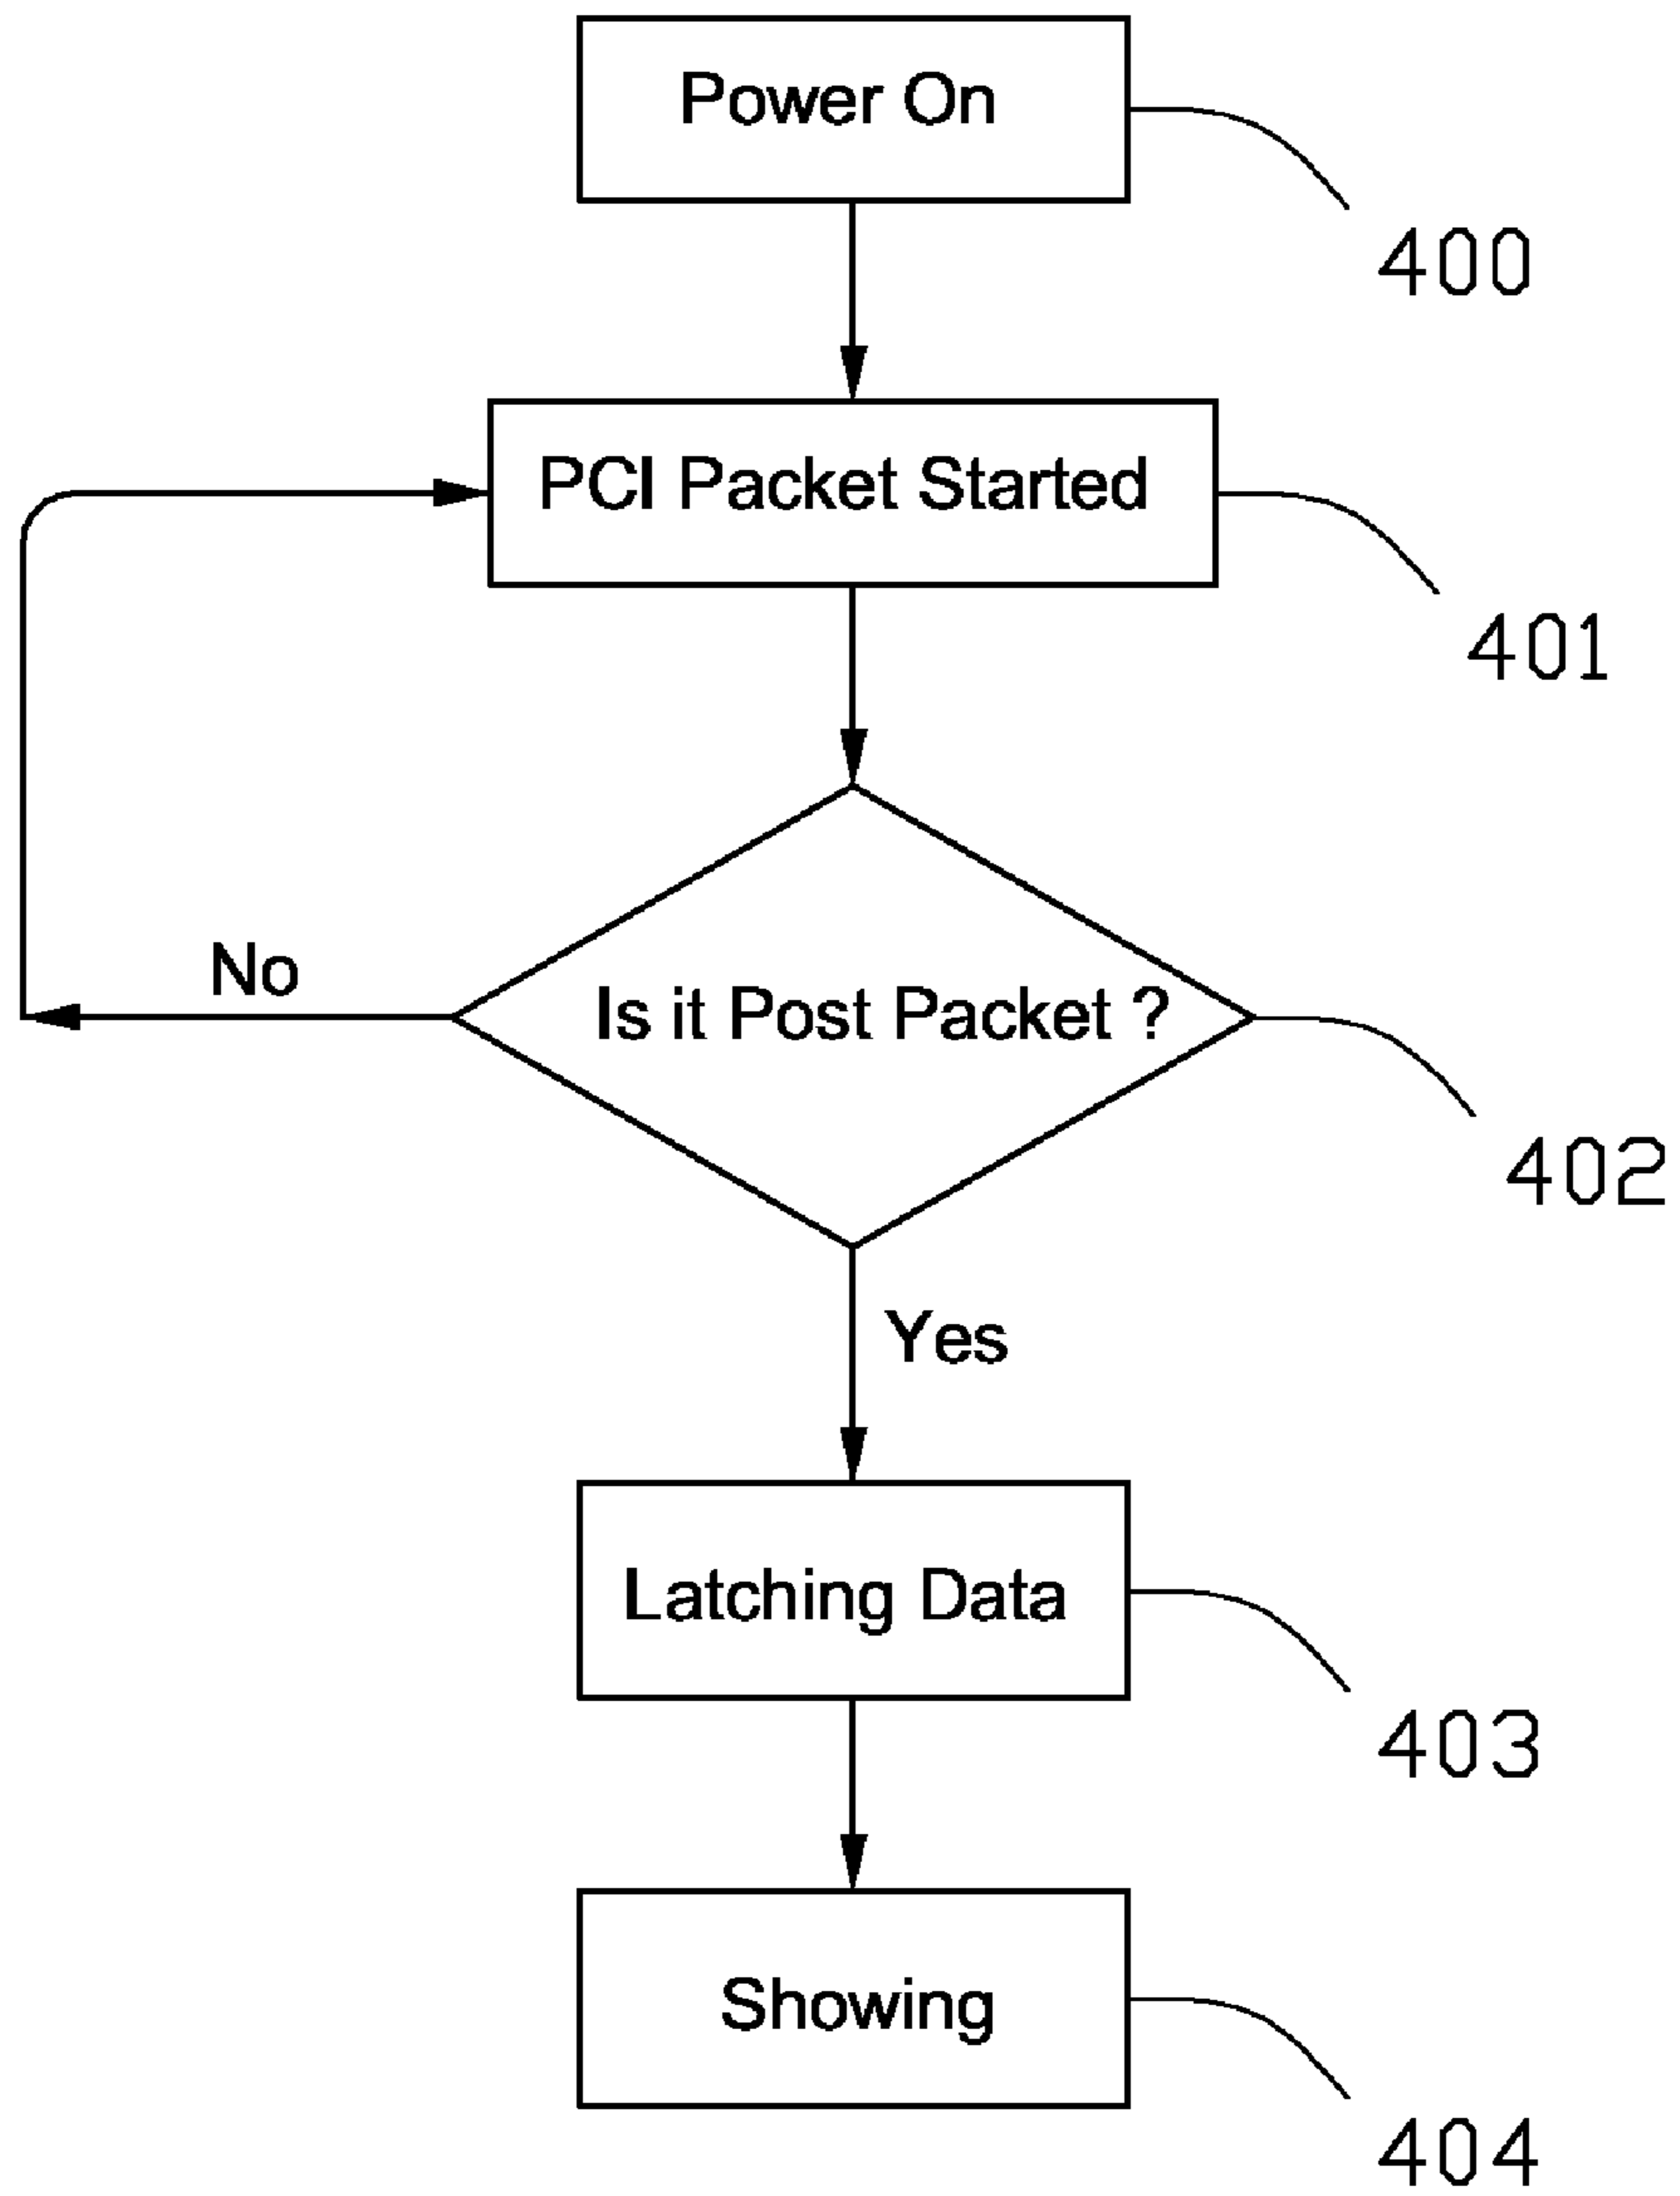 Power On
400
PCI Packet Started
401
No
Is it Post Packet ?
402
Yes
Latching Data
403
Showing
404